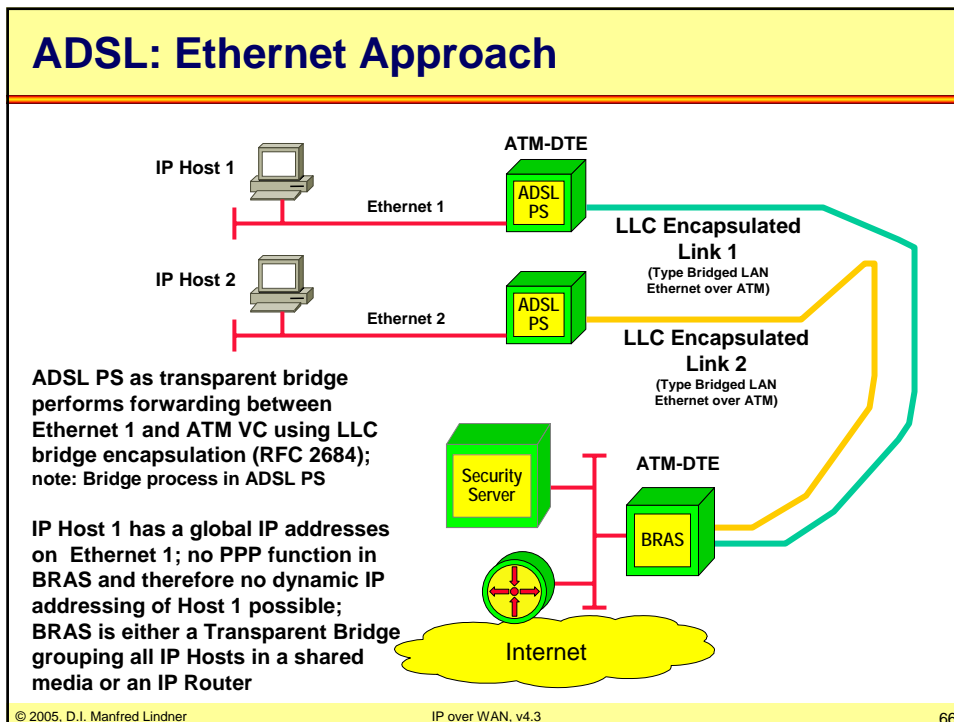 ADSL: Ethernet Approach
IP Host 1
Ethernet 1
ATM-DTE
ADSL
PS
LLC Encapsulated
Link 1
(Type Bridged LAN
Ethernet over ATM)
IP Host 2
Ethernet 2
ADSL
PS
LLC Encapsulated
Link 2
(Type Bridged LAN
Ethernet over ATM)
ADSL PS as transparent bridge
performs forwarding between
Ethernet 1 and ATM VC using LLC
bridge encapsulation (RFC 2684);
note: Bridge process in ADSL PS
IP Host 1 has a global IP addresses
on Ethernet 1; no PPP function in
BRAS and therefore no dynamic IP
addressing of Host 1 possible;
BRAS is either a Transparent Bridge
grouping all IP Hosts in a shared
media or an IP Router
Security
Server
ATM-DTE
BRAS
Internet
© 2005, D.I. Manfred Lindner
IP over WAN, v4.3
66